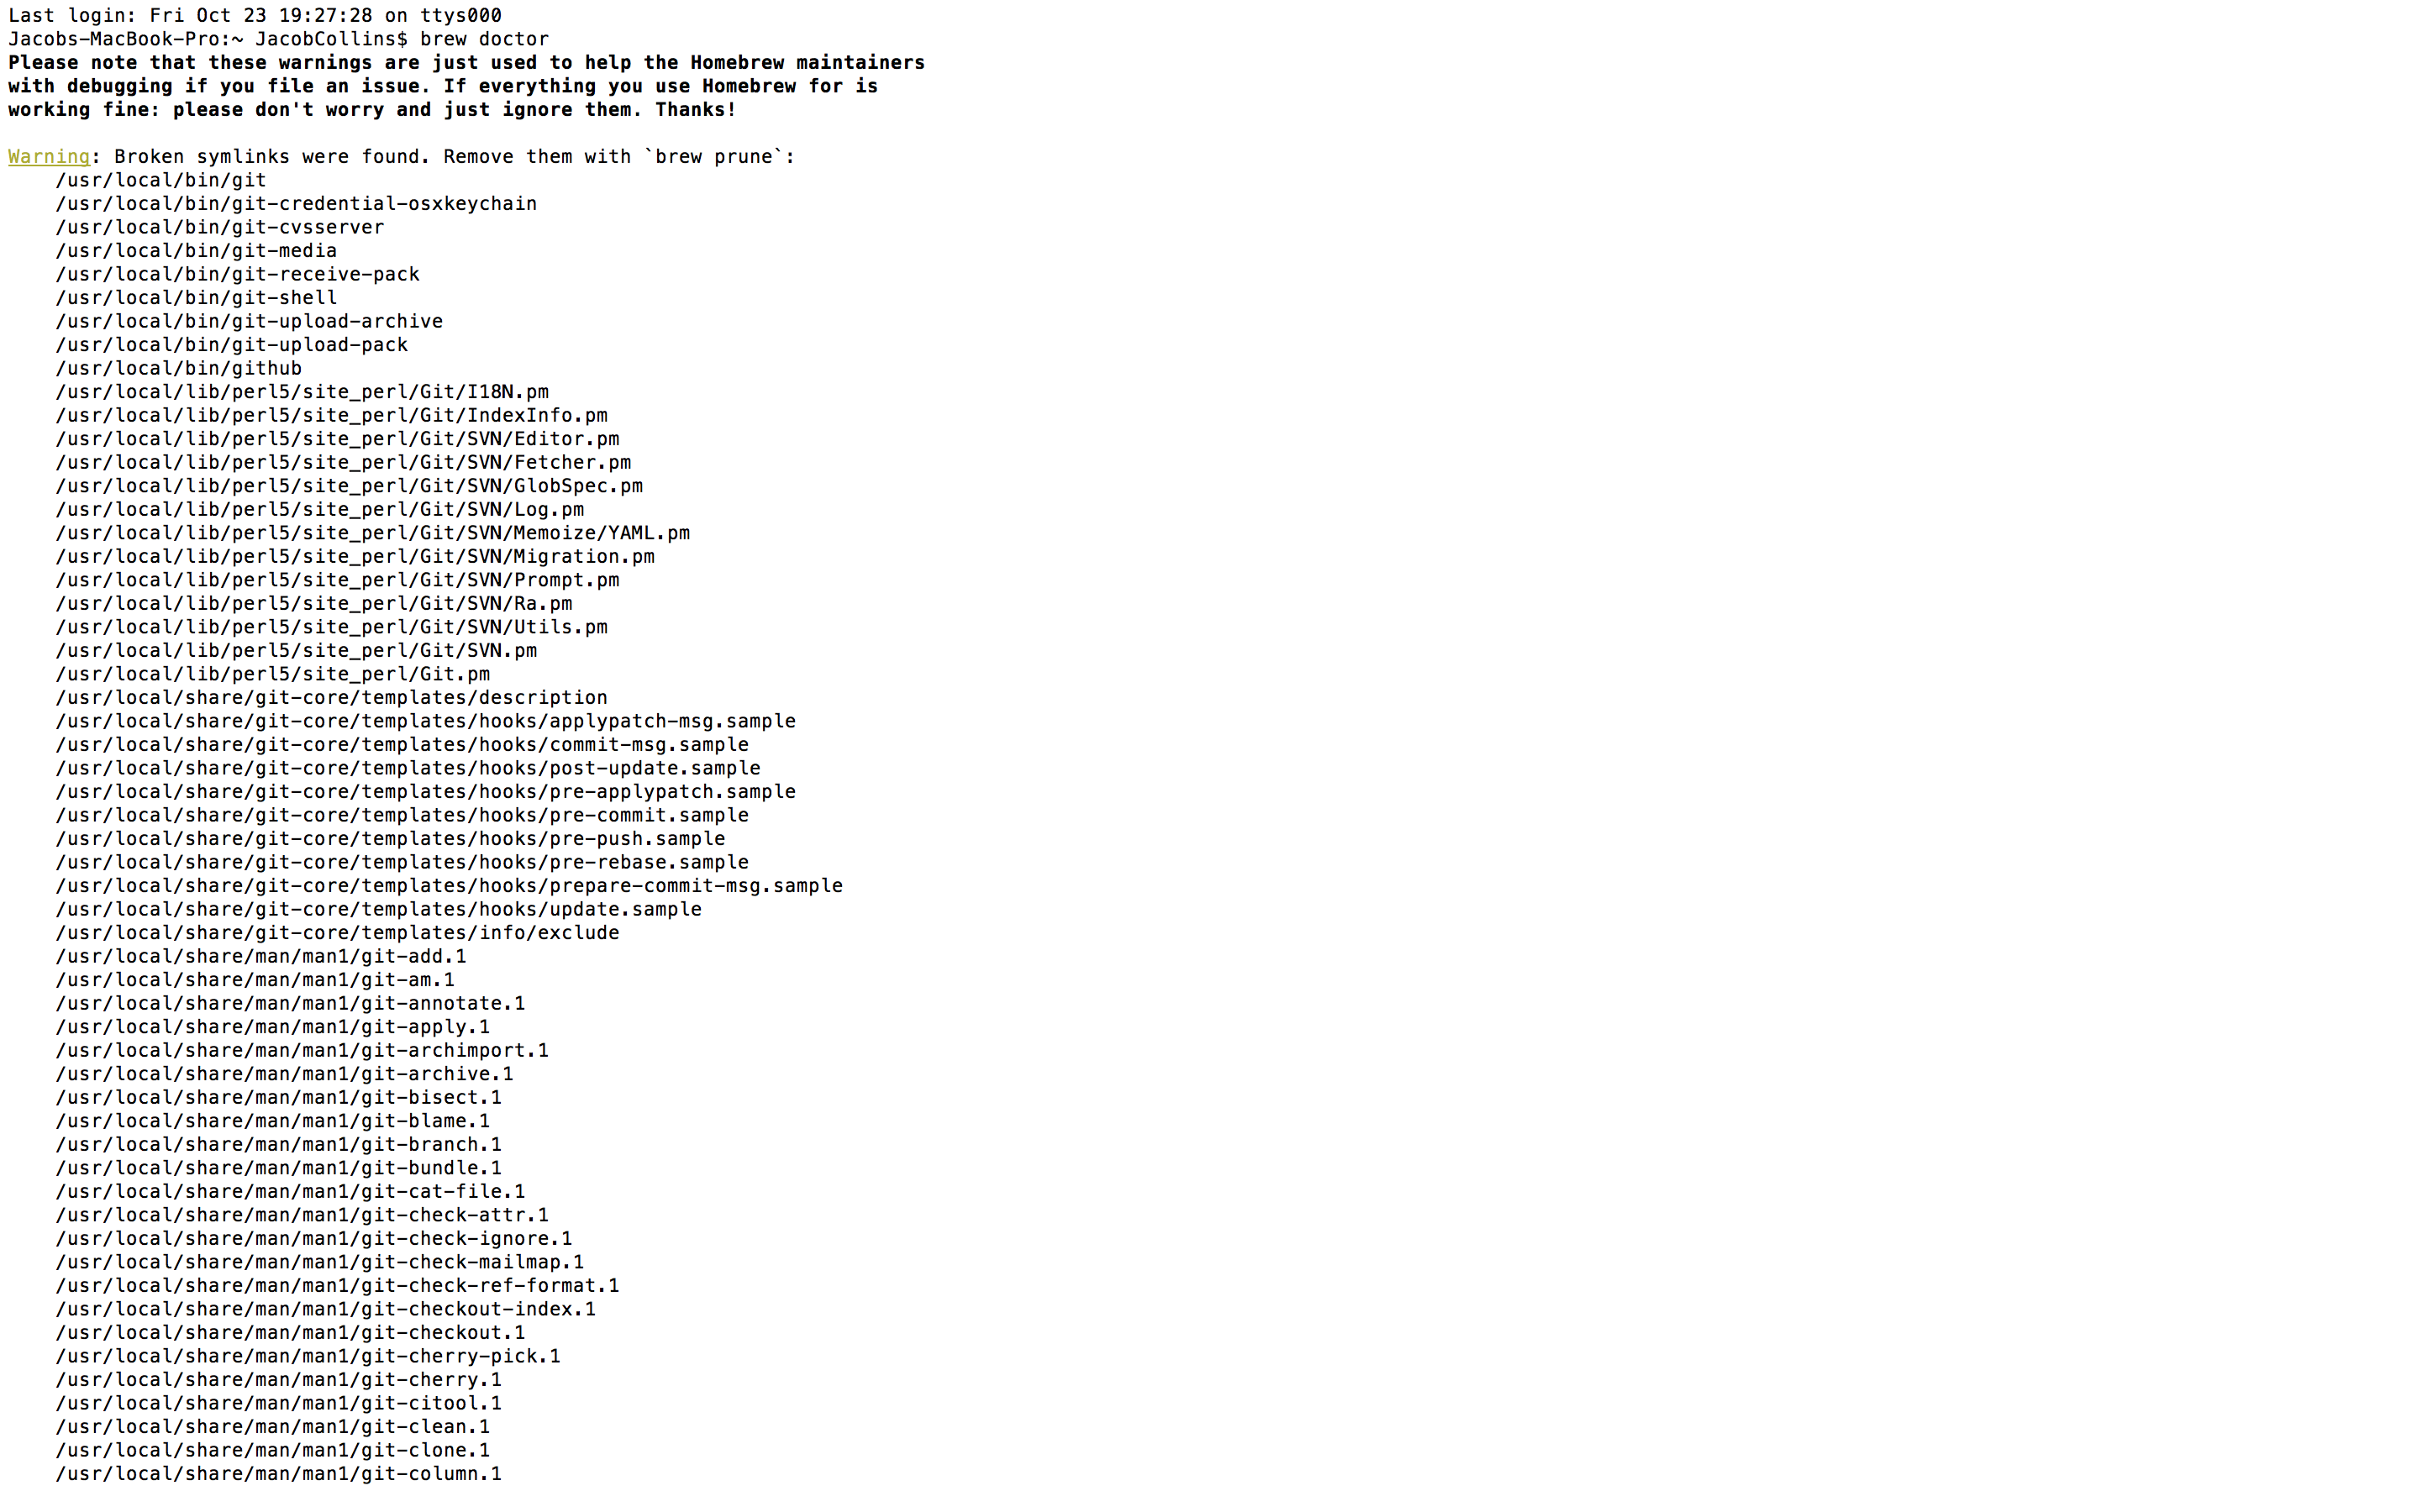 Last login: Fri Oct 23 19:27:28 on ttys000
Jacobs-MacBook-Pro:~ JacobCollins$ brew doctor
Please note that these warnings are just used to help the Homebrew maintainers
with debugging if you file an issue. If everything you use Homebrew for is
working fine: please don't worry and just ignore them. Thanks!

Warning: Broken symlinks were found. Remove them with `brew prune`:
    /usr/local/bin/git
    /usr/local/bin/git-credential-osxkeychain
    /usr/local/bin/git-cvsserver
    /usr/local/bin/git-media
    /usr/local/bin/git-receive-pack
    /usr/local/bin/git-shell
    /usr/local/bin/git-upload-archive
    /usr/local/bin/git-upload-pack
    /usr/local/bin/github
    /usr/local/lib/perl5/site_perl/Git/I18N.pm
    /usr/local/lib/perl5/site_perl/Git/IndexInfo.pm
    /usr/local/lib/perl5/site_perl/Git/SVN/Editor.pm
    /usr/local/lib/perl5/site_perl/Git/SVN/Fetcher.pm
    /usr/local/lib/perl5/site_perl/Git/SVN/GlobSpec.pm
    /usr/local/lib/perl5/site_perl/Git/SVN/Log.pm
    /usr/local/lib/perl5/site_perl/Git/SVN/Memoize/YAML.pm
    /usr/local/lib/perl5/site_perl/Git/SVN/Migration.pm
    /usr/local/lib/perl5/site_perl/Git/SVN/Prompt.pm
    /usr/local/lib/perl5/site_perl/Git/SVN/Ra.pm
    /usr/local/lib/perl5/site_perl/Git/SVN/Utils.pm
    /usr/local/lib/perl5/site_perl/Git/SVN.pm
    /usr/local/lib/perl5/site_perl/Git.pm
    /usr/local/share/git-core/templates/description
    /usr/local/share/git-core/templates/hooks/applypatch-msg.sample
    /usr/local/share/git-core/templates/hooks/commit-msg.sample
    /usr/local/share/git-core/templates/hooks/post-update.sample
    /usr/local/share/git-core/templates/hooks/pre-applypatch.sample
    /usr/local/share/git-core/templates/hooks/pre-commit.sample
    /usr/local/share/git-core/templates/hooks/pre-push.sample
    /usr/local/share/git-core/templates/hooks/pre-rebase.sample
    /usr/local/share/git-core/templates/hooks/prepare-commit-msg.sample
    /usr/local/share/git-core/templates/hooks/update.sample
    /usr/local/share/git-core/templates/info/exclude
    /usr/local/share/man/man1/git-add.1
    /usr/local/share/man/man1/git-am.1
    /usr/local/share/man/man1/git-annotate.1
    /usr/local/share/man/man1/git-apply.1
    /usr/local/share/man/man1/git-archimport.1
    /usr/local/share/man/man1/git-archive.1
    /usr/local/share/man/man1/git-bisect.1
    /usr/local/share/man/man1/git-blame.1
    /usr/local/share/man/man1/git-branch.1
    /usr/local/share/man/man1/git-bundle.1
    /usr/local/share/man/man1/git-cat-file.1
    /usr/local/share/man/man1/git-check-attr.1
    /usr/local/share/man/man1/git-check-ignore.1
    /usr/local/share/man/man1/git-check-mailmap.1
    /usr/local/share/man/man1/git-check-ref-format.1
    /usr/local/share/man/man1/git-checkout-index.1
    /usr/local/share/man/man1/git-checkout.1
    /usr/local/share/man/man1/git-cherry-pick.1
    /usr/local/share/man/man1/git-cherry.1
    /usr/local/share/man/man1/git-citool.1
    /usr/local/share/man/man1/git-clean.1
    /usr/local/share/man/man1/git-clone.1
    /usr/local/share/man/man1/git-column.1